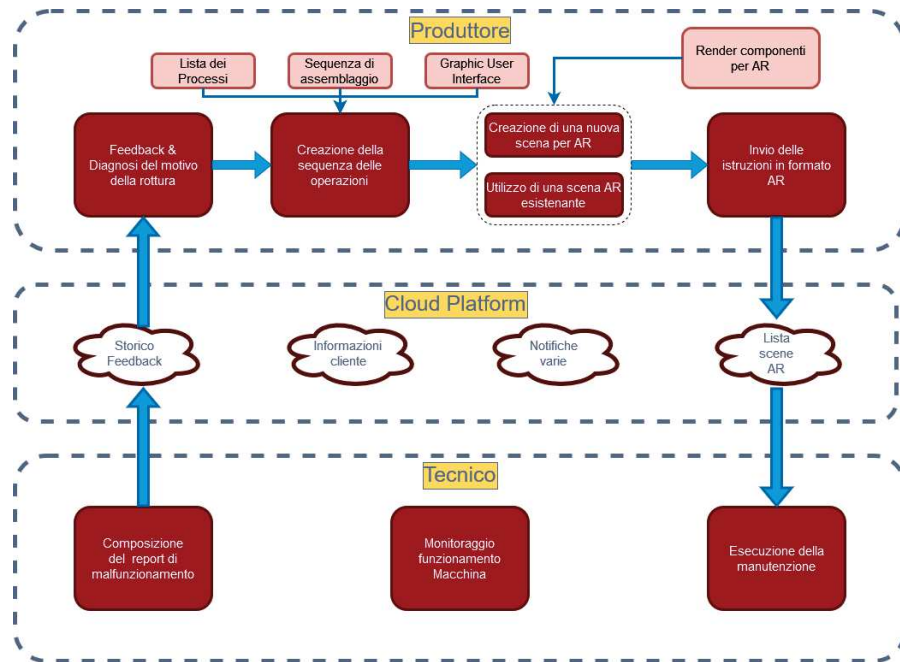 Produttore
Lista dei
Processi
Sequenza di
assemblaggio
Graphic User
Interface
Render componenti
per AR
Feedback &
Diagnosi del motivo
della rottura
Creazione della
sequenza delle
operazioni
Creazione di una nuova
scena per AR
Utilizzo di una scena AR
esistenante
Invio delle
istruzioni in formato
AR
Cloud Platform
Storico
Feedback
Informazioni
cliente
Notifiche
varie
Lista
scene
AR
Tecnico
Composizione
del report di
malfunzionamento
Monitoraggio
funzionamento
Macchina
Esecuzione della
manutenzione